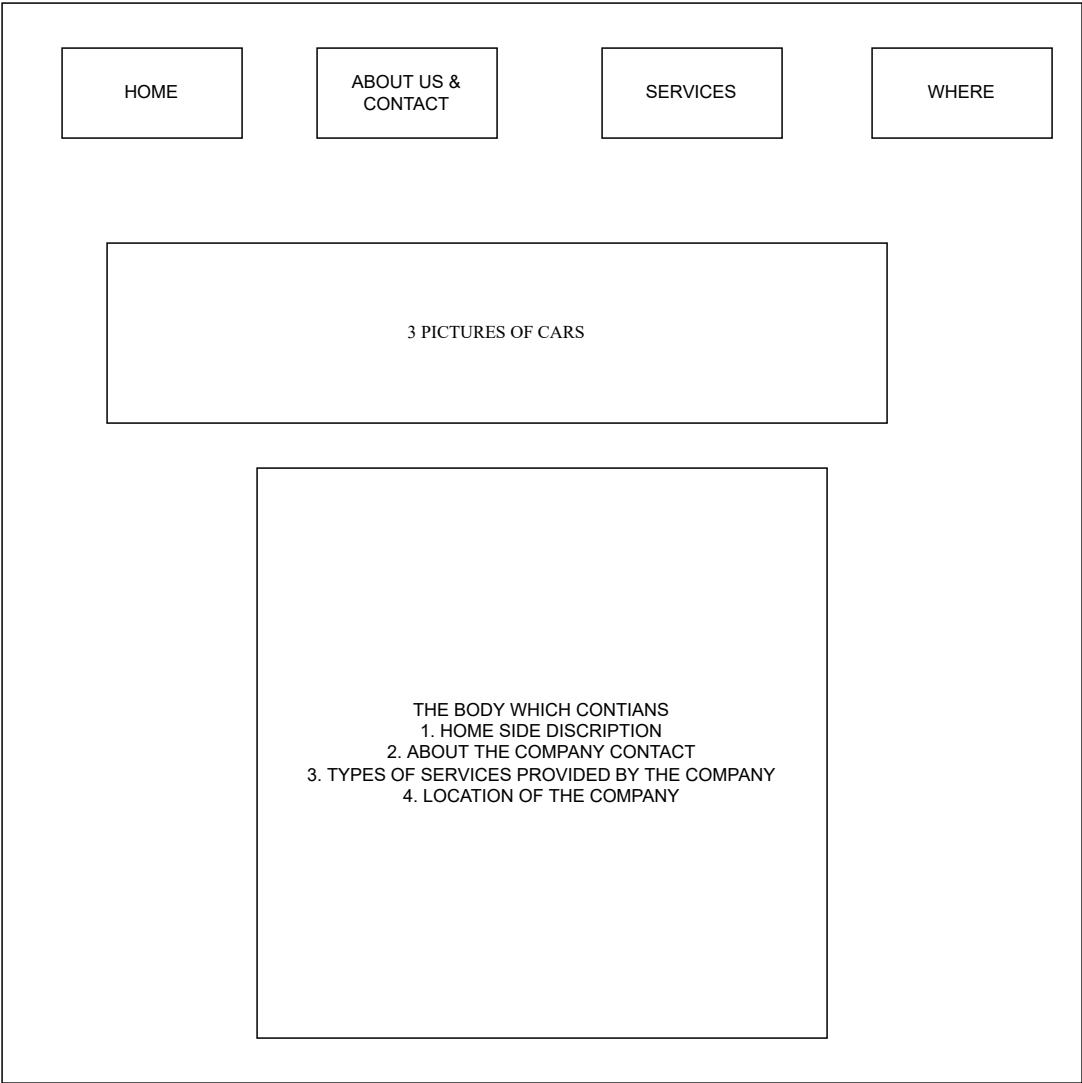 HOME
ABOUT US &
CONTACT
SERVICES
WHERE
3 PICTURES OF CARS
THE BODY WHICH CONTIANS
1. HOME SIDE DISCRIPTION
2. ABOUT THE COMPANY CONTACT
3. TYPES OF SERVICES PROVIDED BY THE COMPANY
4. LOCATION OF THE COMPANY